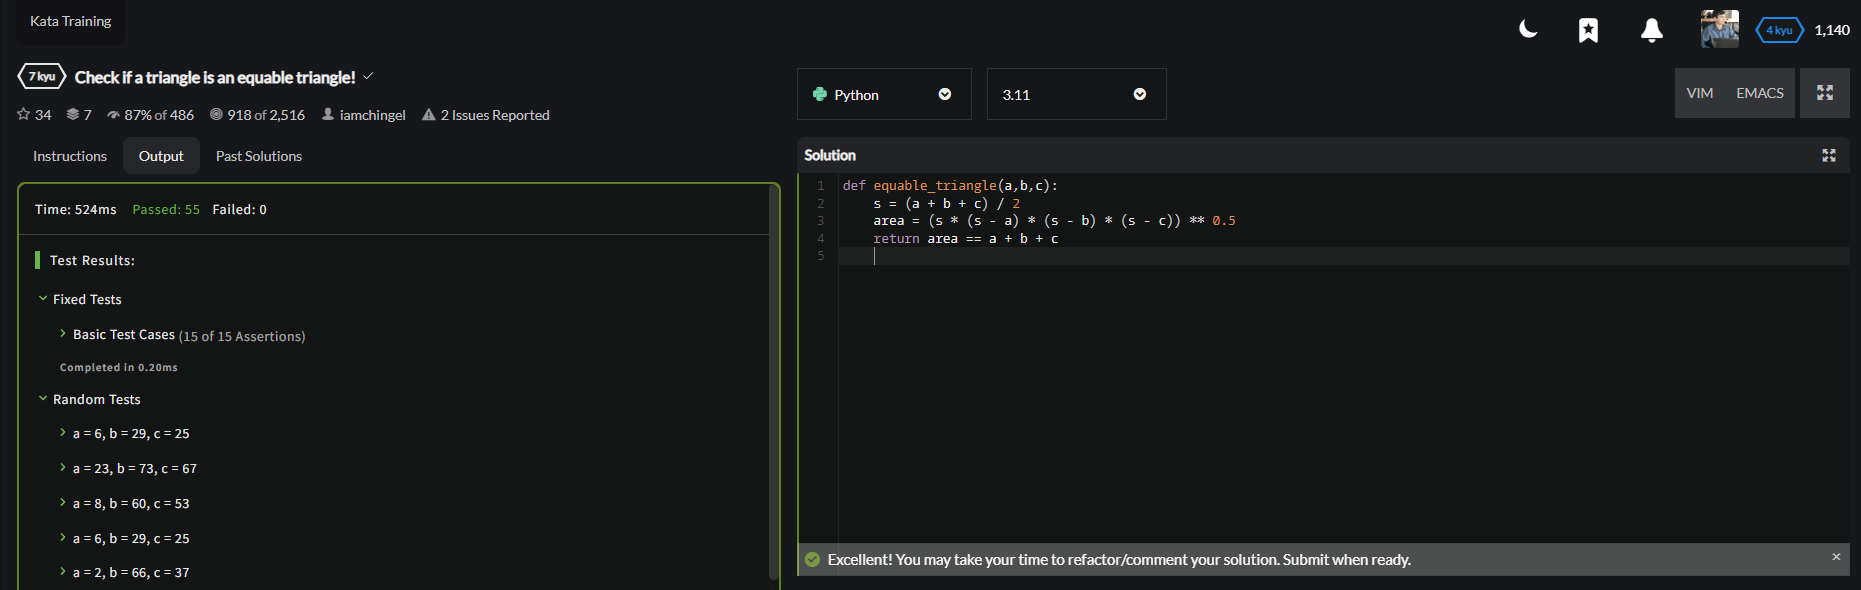 Kata Training
4 kyu 1,140
7 kyu Check if a triangle is an equable triangle!
34 7 87% of 486 918 of 2,516 iamchingel 2 Issues Reported
Instructions Output Past Solutions
Time: 524ms Passed: 55 Failed: 0
Test Results:
Fixed Tests
Basic Test Cases (15 of 15 Assertions)
Completed in 0.20ms
Random Tests
a = 6, b = 29, c = 25
a = 23, b = 73, c = 67
a = 8, b = 60, c = 53
a = 6, b = 29, c = 25
a = 2, b = 66, c = 37
Python 3.11
VIM EMACS
Solution
1 def equable_triangle(a,b,c):
2 s = (a + b + c) / 2
3 area = (s * (s - a) * (s - b) * (s - c)) ** 0.5
4 return area == a + b + c
5
Excellent! You may take your time to refactor/comment your solution. Submit when ready.